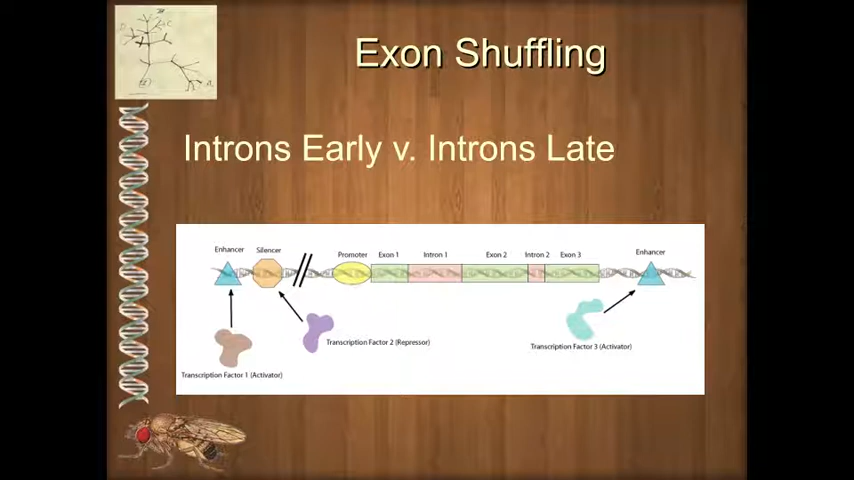 Exon Shuffling
Introns Early v. Introns Late
Enhancer
Silencer
Promoter
Exon 1
Intron 1
Exon 2
Intron 2
Exon 3
Enhancer
Transcription Factor 2 (Repressor)
Transcription Factor 3 (Activator)
Transcription Factor 1 (Activator)